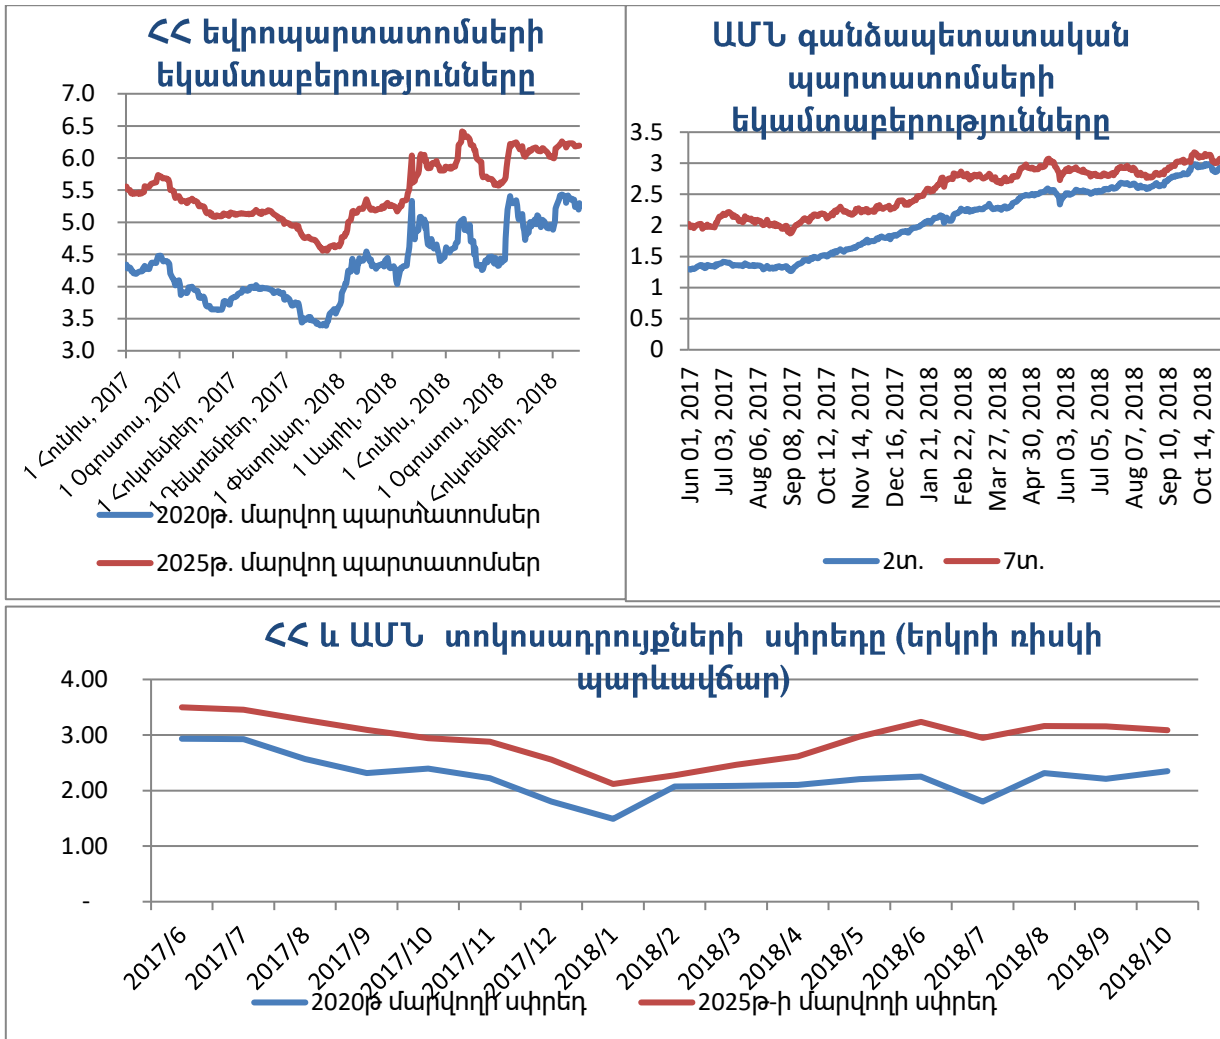 ՀՀ եվրոպարտատոմսերի
եկամտաբերությունները
7.0
6.5
6.0
5.5
5.0
4.5
4.0
3.5
3.0
1 Հունիս, 2017
1 Օգոստոս, 2017
1 Հոկտեմբեր, 2017
1 Դեկտեմբեր, 2017
1 Փետրվար, 2018
1 Ապրիլ, 2018
1 Հունիս, 2018
1 Օգոստոս, 2018
1 Հոկտեմբեր, 2018
2020թ. մարվող պարտատոմսեր
2025թ. մարվող պարտատոմսեր
ԱՄՆ գանձապետատական
պարտատոմսերի
եկամտաբերությունները
3.5
3
2.5
2
1.5
1
0.5
0
Jun 01, 2017
Jul 03, 2017
Aug 06, 2017
Sep 08, 2017
Oct 12, 2017
Nov 14, 2017
Dec 16, 2017
Jan 21, 2018
Feb 22, 2018
Mar 27, 2018
Apr 30, 2018
Jun 03, 2018
Jul 05, 2018
Aug 07, 2018
Sep 10, 2018
Oct 14, 2018
2տ.
7տ.
ՀՀ և ԱՄՆ տոկոսադրույքների սփրեդը (երկրի ռիսկի
պարևավճար)
4.00
3.00
2.00
1.00
-
2017/6
2017/7
2017/8
2017/9
2017/10
2017/11
2017/12
2018/1
2018/2
2018/3
2018/4
2018/5
2018/6
2018/7
2018/8
2018/9
2018/10
2020թ մարվողի սփրեդ
2025թ-ի մարվողի սփրեդ